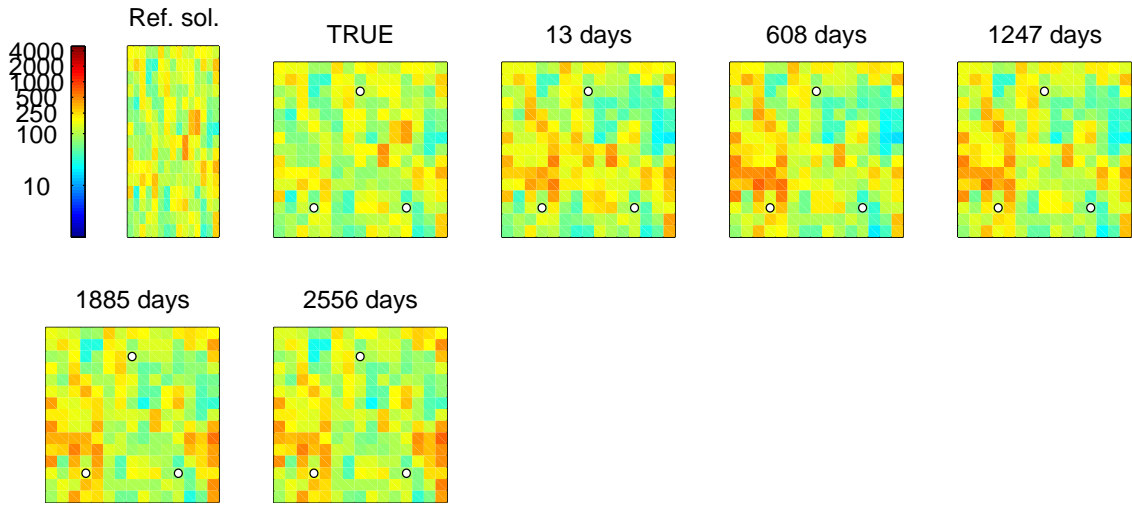 Ref. sol.
TRUE
13 days
608 days
1247 days
4000
2000
1000
500
250
100
10
1885 days
2556 days